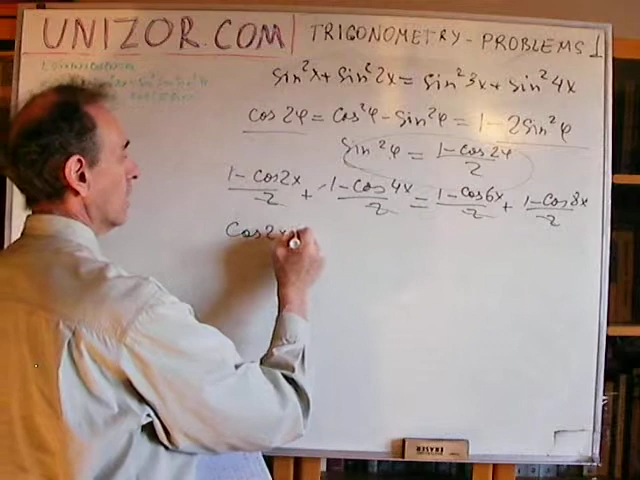 UNIZOR.COM | TRIGONOMETRY - PROBLEMS 1
sin²x + sin²2x = sin²3x + sin²4x
cos 2φ = cos²φ - sin²φ = 1 - 2sin²φ
sin²φ = (1-cos2φ)/2
(1-cos2x)/2 + (1-cos4x)/2 = (1-cos6x)/2 + (1-cos8x)/2
cos2x
ERASER